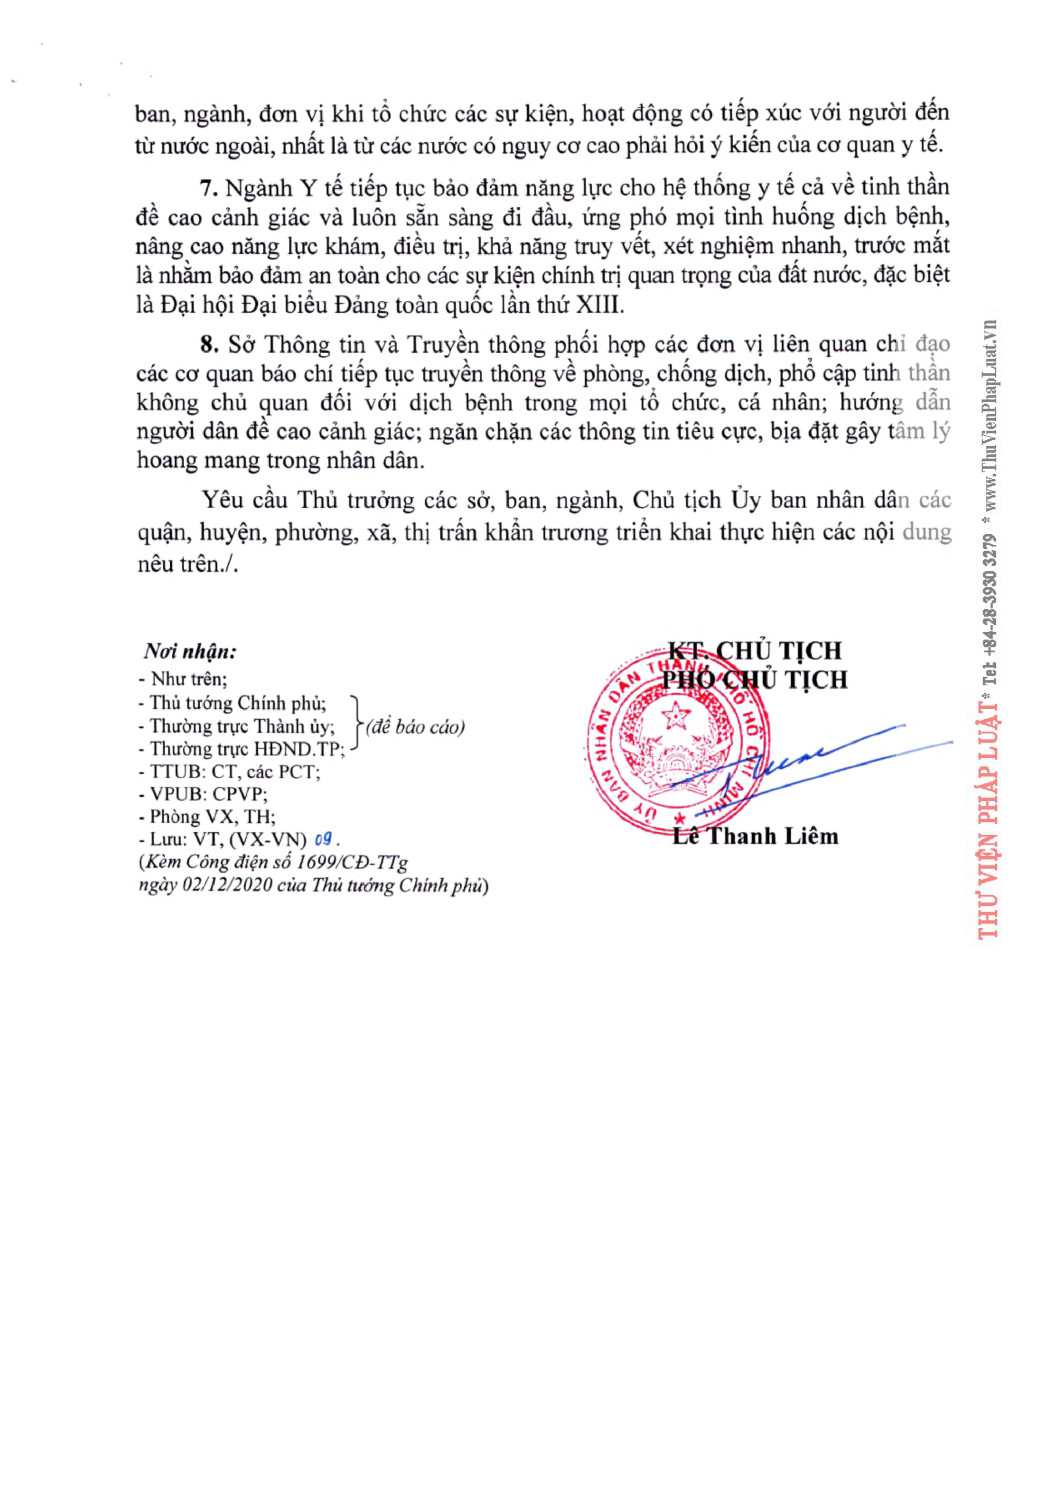 ban, ngành, đơn vị khi tổ chức các sự kiện, hoạt động có tiếp xúc với người đến
từ nước ngoài, nhất là từ các nước có nguy cơ cao phải hỏi ý kiến của cơ quan y tế.
7. Ngành Y tế tiếp tục bảo đảm năng lực cho hệ thống y tế cả về tinh thần
đề cao cảnh giác và luôn sẵn sàng đi đầu, ứng phó mọi tình huống dịch bệnh,
nâng cao năng lực khám, điều trị, khả năng truy vết, xét nghiệm nhanh, trước mắt
là nhằm bảo đảm an toàn cho các sự kiện chính trị quan trọng của đất nước, đặc biệt
là Đại hội Đại biểu Đảng toàn quốc lần thứ XIII.
8. Sở Thông tin và Truyền thông phối hợp các đơn vị liên quan chỉ đạo
các cơ quan báo chí tiếp tục truyền thông về phòng, chống dịch, phổ cập tinh thần
không chủ quan đối với dịch bệnh trong mọi tổ chức, cá nhân; hướng dẫn
người dân đề cao cảnh giác; ngăn chặn các thông tin tiêu cực, bịa đặt gây tâm lý
hoang mang trong nhân dân.
Yêu cầu Thủ trưởng các sở, ban, ngành, Chủ tịch Ủy ban nhân dân các
quận, huyện, phường, xã, thị trấn khẩn trương triển khai thực hiện các nội dung
nêu trên./.
Nơi nhận:
- Như trên;
- Thủ tướng Chính phủ;
- Thường trực Thành ủy; (để báo cáo)
- Thường trực HĐND.TP;
- TTUB: CT, các PCT;
- VPUB: CPVP;
- Phòng VX, TH;
- Lưu: VT, (VX-VN) 09.
(Kèm Công điện số 1699/CĐ-TTg
ngày 02/12/2020 của Thủ tướng Chính phủ)
KT. CHỦ TỊCH
PHÓ CHỦ TỊCH
ỦY BAN NHÂN DÂN THÀNH PHỐ HỒ CHÍ MINH
Lê Thanh Liêm
THƯ VIỆN PHÁP LUẬT * Tel: +84-28-3930 3279 * www.ThuVienPhapLuat.vn